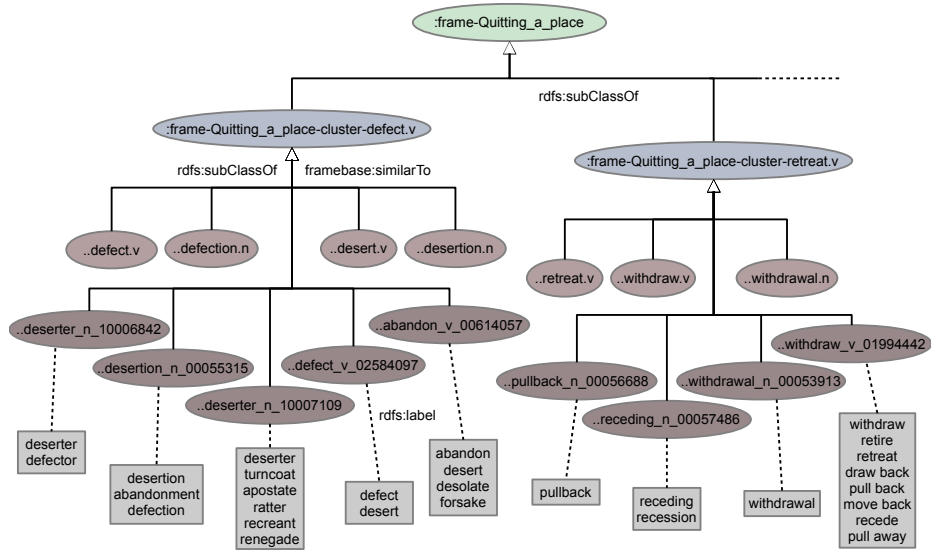 :frame-Quitting_a_place
rdfs:subClassOf
:frame-Quitting_a_place-cluster-defect.v
:frame-Quitting_a_place-cluster-retreat.v
rdfs:subClassOf
framebase:similarTo
..defect.v
..defection.n
..desert.v
..desertion.n
..retreat.v
..withdraw.v
..withdrawal.n
..deserter_n_10006842
..desertion_n_00055315
..deserter_n_10007109
..defect_v_02584097
..abandon_v_00614057
..pullback_n_00056688
..receding_n_00057486
..withdrawal_n_00053913
..withdraw_v_01994442
rdfs:label
deserter
defector
desertion
abandonment
defection
deserter
turncoat
apostate
ratter
recreant
renegade
defect
desert
abandon
desert
desolate
forsake
pullback
receding
recession
withdrawal
withdraw
retire
retreat
draw back
pull back
move back
recede
pull away